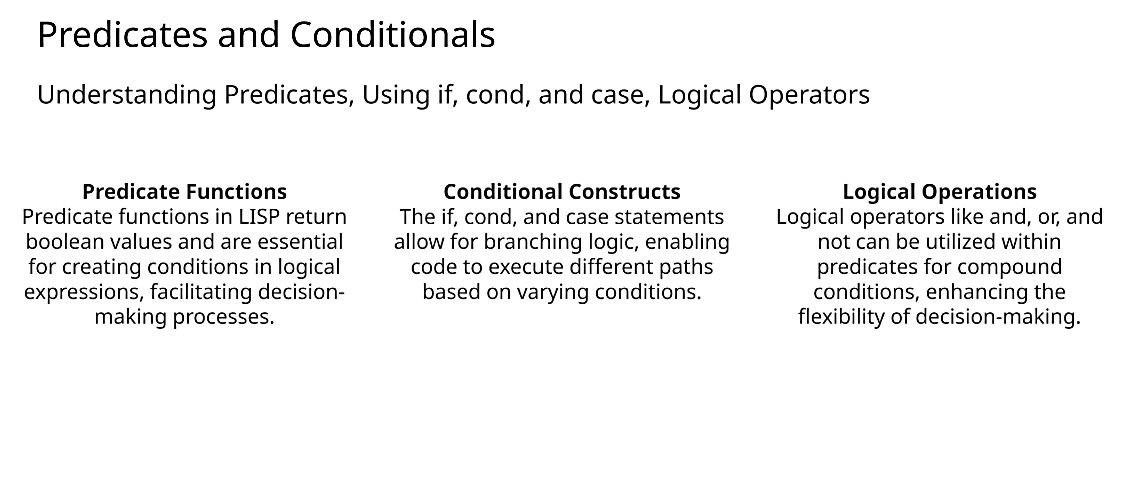 Predicates and Conditionals
Understanding Predicates, Using if, cond, and case, Logical Operators
Predicate Functions
Predicate functions in LISP return
boolean values and are essential
for creating conditions in logical
expressions, facilitating decision-
making processes.
Conditional Constructs
The if, cond, and case statements
allow for branching logic, enabling
code to execute different paths
based on varying conditions.
Logical Operations
Logical operators like and, or, and
not can be utilized within
predicates for compound
conditions, enhancing the
flexibility of decision-making.